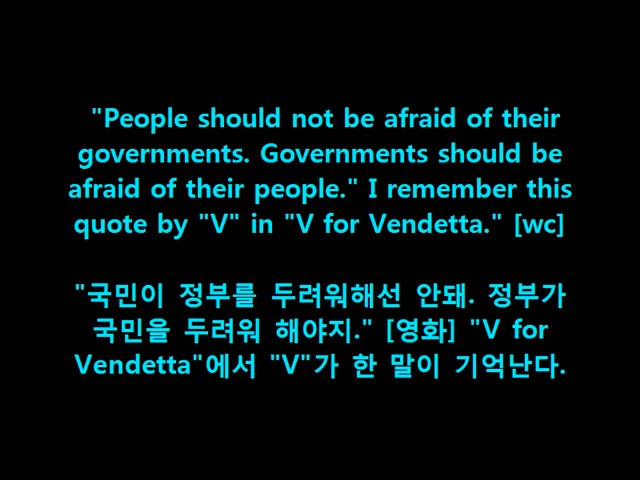 "People should not be afraid of their
governments. Governments should be
afraid of their people." I remember this
quote by "V" in "V for Vendetta." [wc]
"국민이 정부를 두려워해선 안돼. 정부가
국민을 두려워 해야지." [영화] "V for
Vendetta"에서 "V"가 한 말이 기억난다.